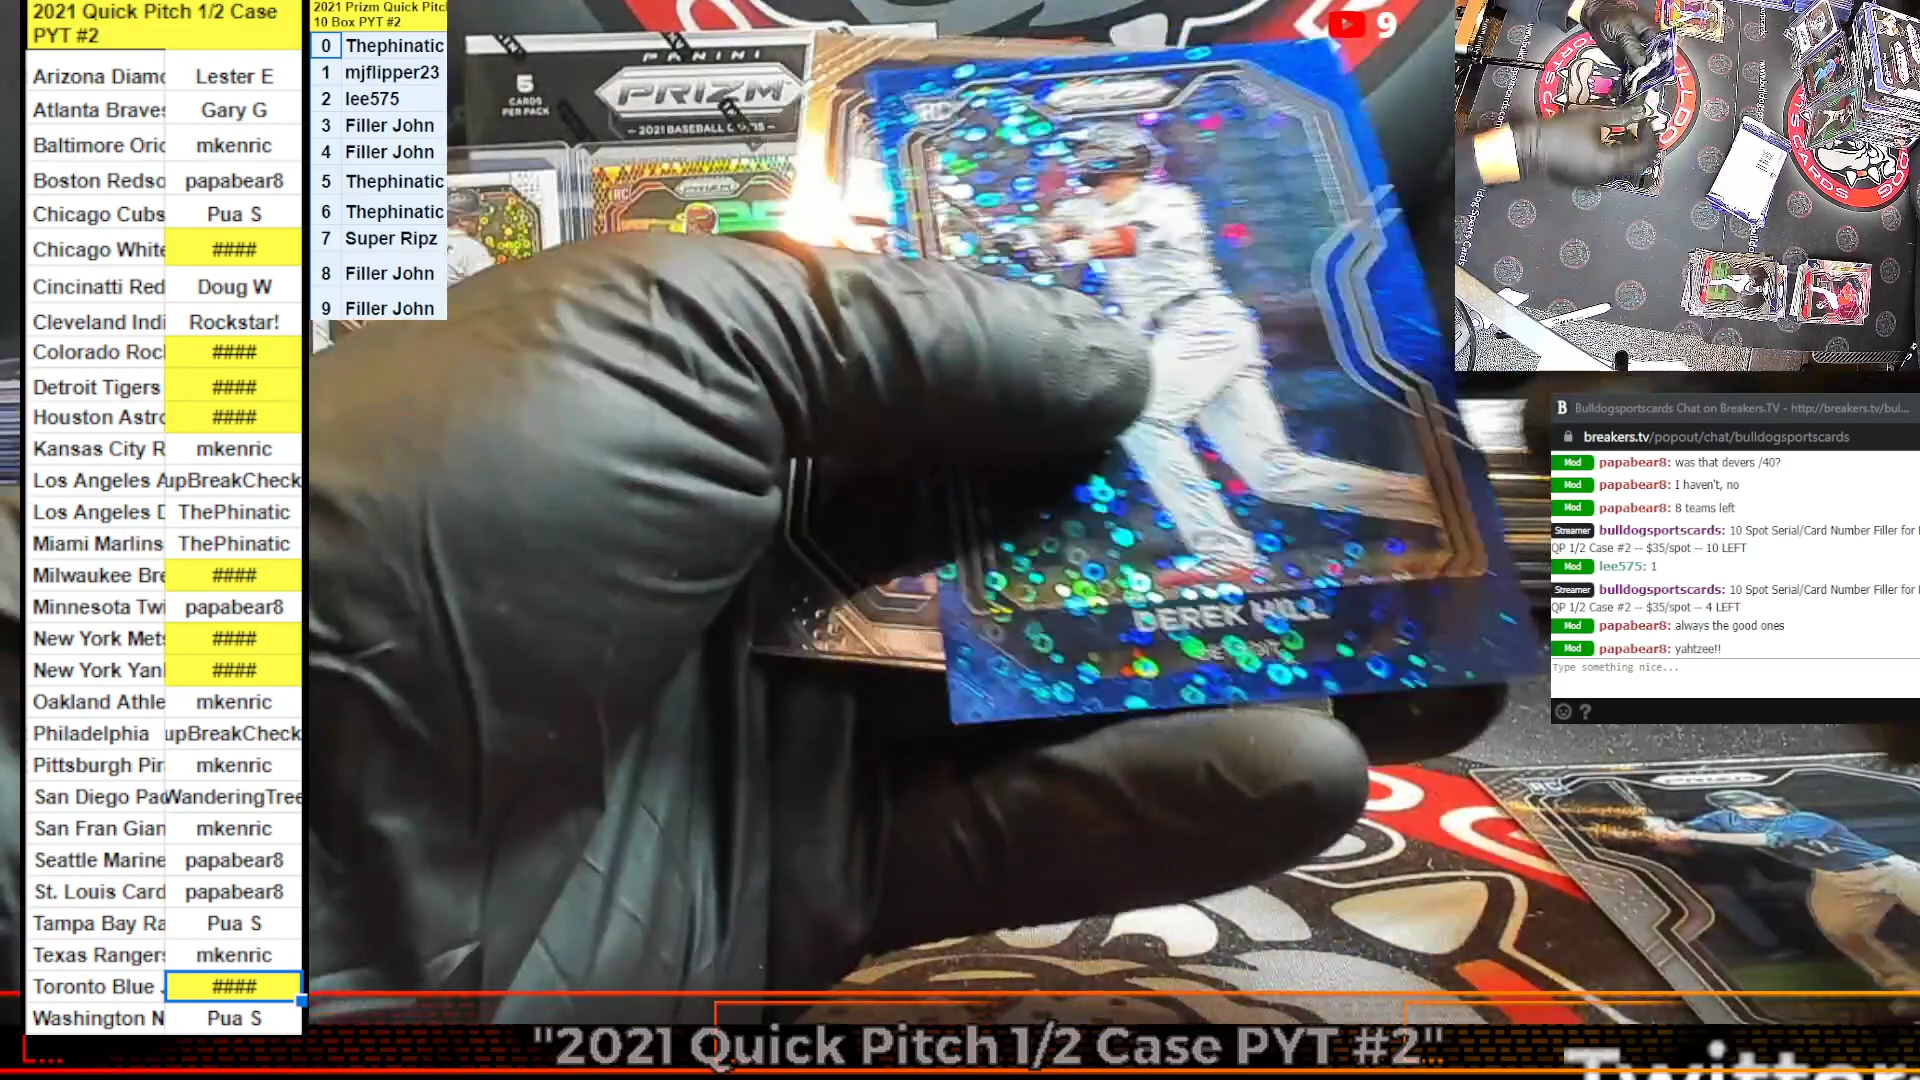 2021 Quick Pitch 1/2 Case
PYT #2
Arizona Diamo Lester E
Atlanta Braves Gary G
Baltimore Oric mkenric
Boston Redso papabear8
Chicago Cubs Pua S
Chicago White ####
Cincinatti Red Doug W
Cleveland Indi Rockstar!
Colorado Roc ####
Detroit Tigers ####
Houston Astro ####
Kansas City R mkenric
Los Angeles A upBreakCheck
Los Angeles D ThePhinatic
Miami Marlins ThePhinatic
Milwaukee Bre ####
Minnesota Twi papabear8
New York Mets ####
New York Yan ####
Oakland Athle mkenric
Philadelphia upBreakCheck
Pittsburgh Pir mkenric
San Diego Pad WanderingTree
San Fran Gian mkenric
Seattle Marine papabear8
St. Louis Card papabear8
Tampa Bay Ra Pua S
Texas Rangers mkenric
Toronto Blue ####
Washington N Pua S
2021 Prizm Quick Pitch
10 Box PYT #2
0 Thephinatic
1 mjflipper23
2 lee575
3 Filler John
4 Filler John
5 Thephinatic
6 Thephinatic
7 Super Ripz
8 Filler John
9 Filler John
PANINI
PRIZM
5
CARDS
PER PACK
2021 BASEBALL
RC
DEREK HILL
PRIZM
9
Bulldogsportscards Chat on Breakers.TV - http://breakers.tv/bul...
breakers.tv/popout/chat/bulldogsportscards
Mod papabear8: was that devers /40?
Mod papabear8: I haven't, no
Mod papabear8: 8 teams left
Streamer bulldogsportscards: 10 Spot Serial/Card Number Filler for
QP 1/2 Case #2 -- $35/spot -- 10 LEFT
Mod lee575: 1
Streamer bulldogsportscards: 10 Spot Serial/Card Number Filler for
QP 1/2 Case #2 -- $35/spot -- 4 LEFT
Mod papabear8: always the good ones
Mod papabear8: yahtzee!!
Type something nice...
L...
"2021 Quick Pitch 1/2 Case PYT #2"
Twitter